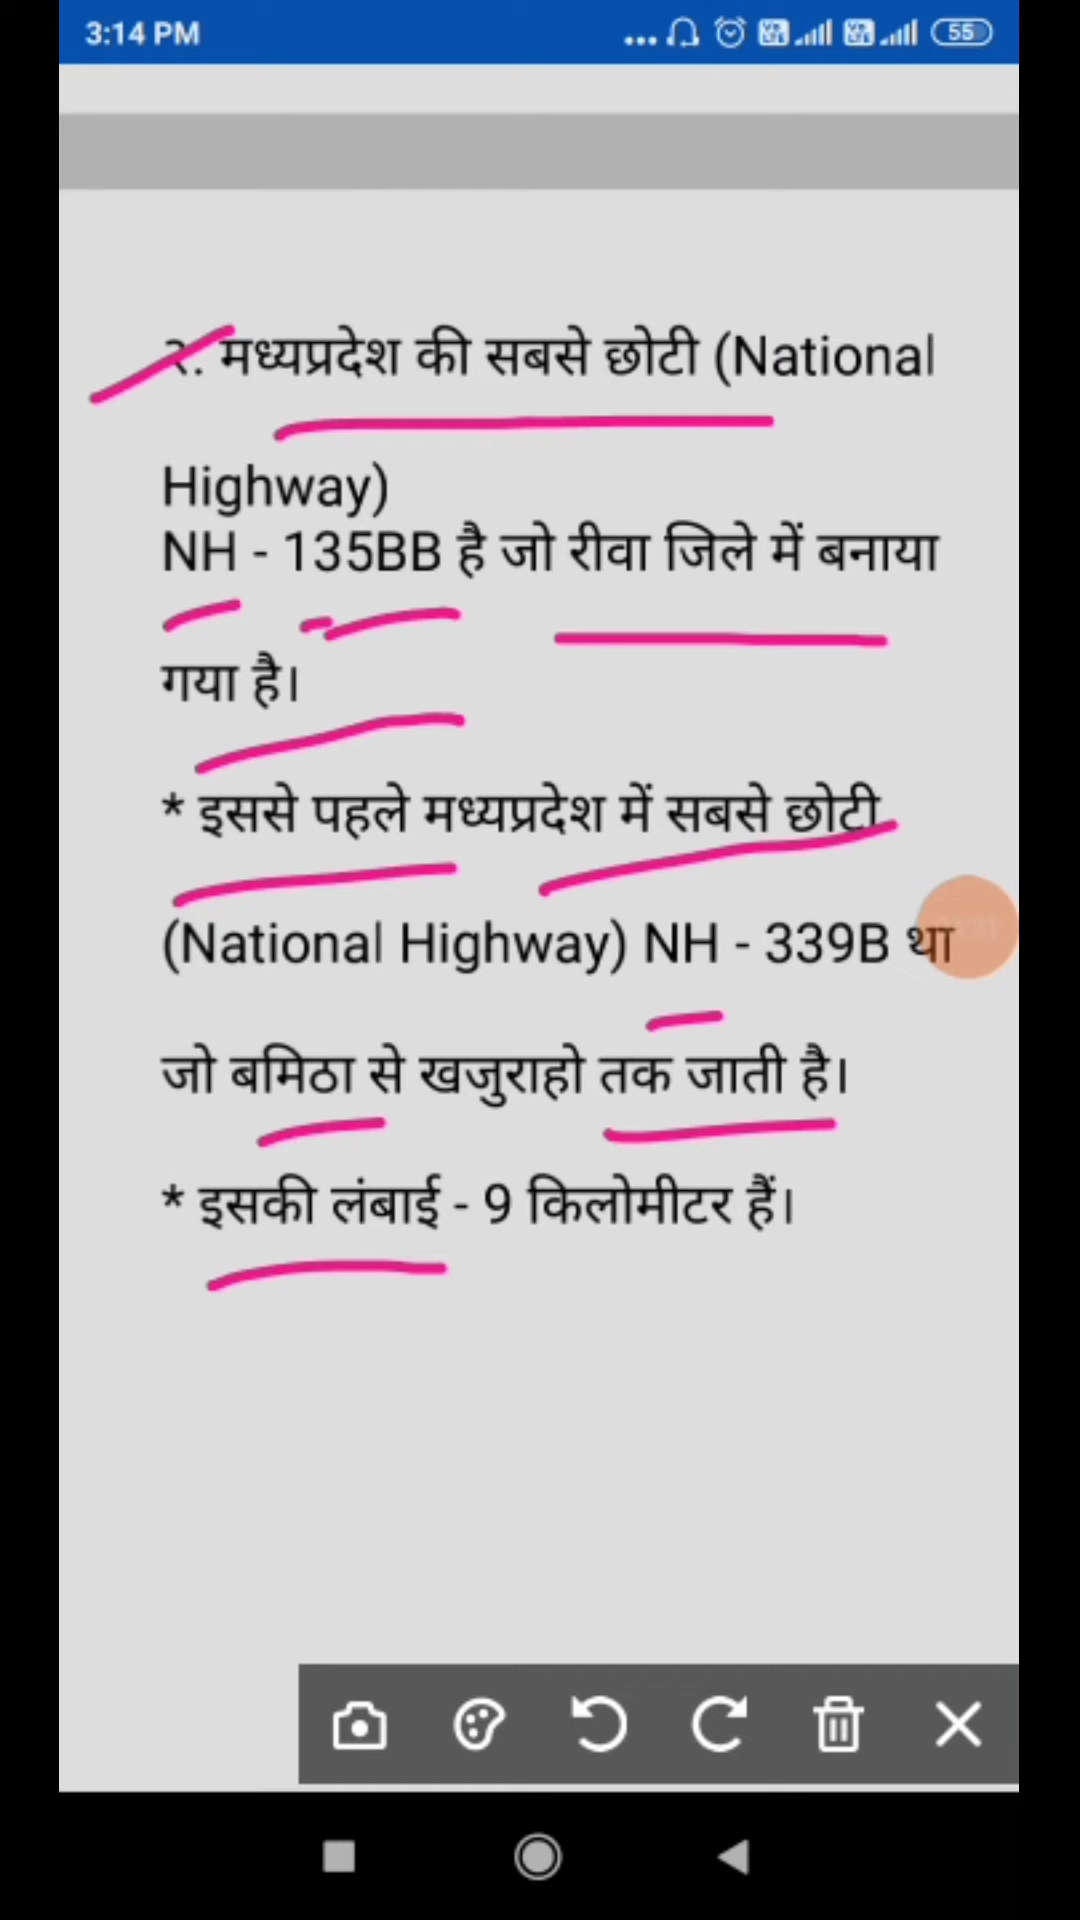 3:14 PM
55
२. मध्यप्रदेश की सबसे छोटी (National
Highway)
NH - 135BB है जो रीवा जिले में बनाया
गया है।
* इससे पहले मध्यप्रदेश में सबसे छोटी
(National Highway) NH - 339B था
जो बमिठा से खजुराहो तक जाती है।
* इसकी लंबाई - 9 किलोमीटर हैं।